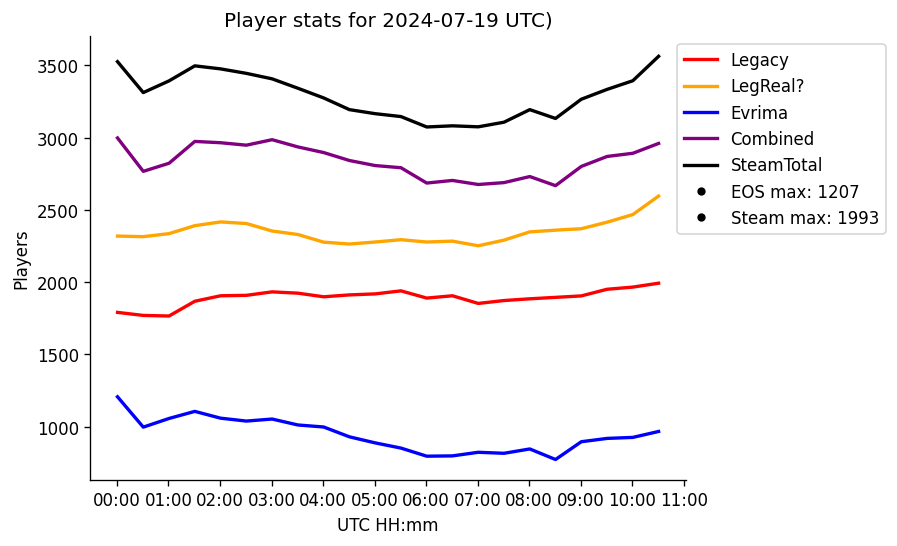 Player stats for 2024-07-19 UTC)
3500
3000
2500
2000
1500
1000
Players
00:00 01:00 02:00 03:00 04:00 05:00 06:00 07:00 08:00 09:00 10:00 11:00
UTC HH:mm
Legacy
LegReal?
Evrima
Combined
SteamTotal
EOS max: 1207
Steam max: 1993